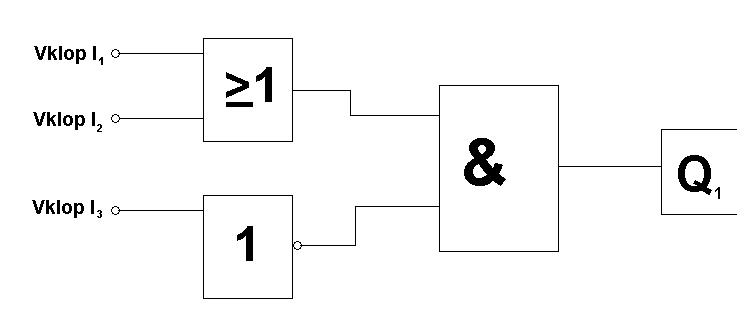 Vklop I₁
≥1
Vklop I₂
&
Q₁
Vklop I₃
1